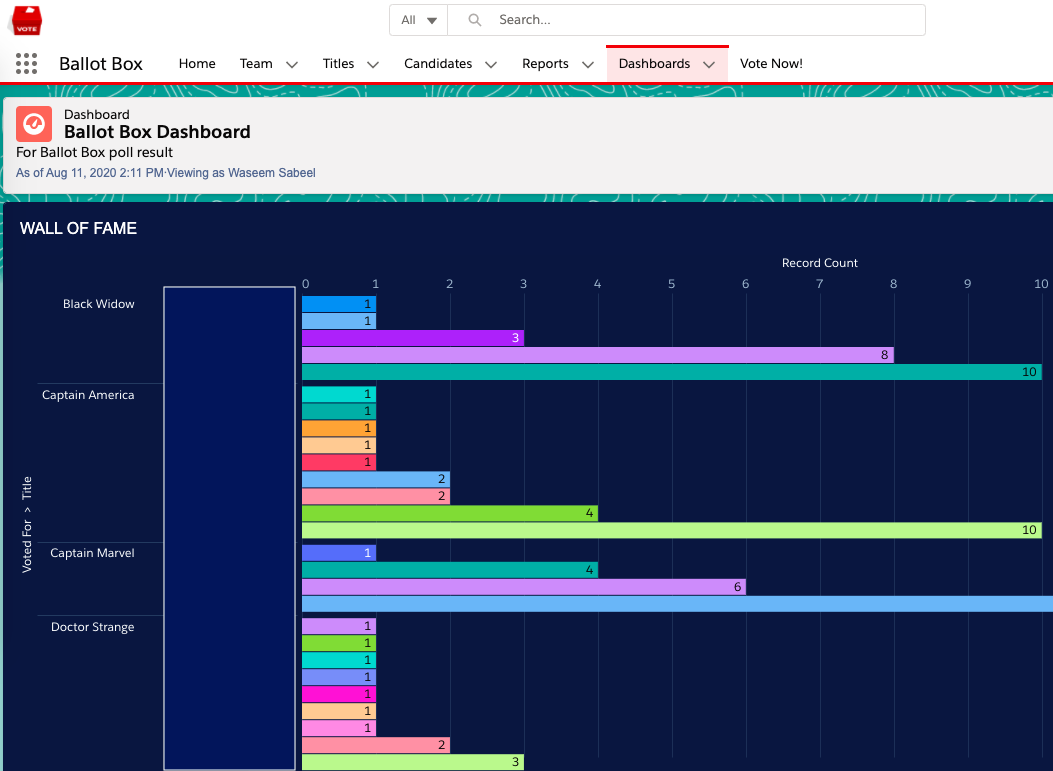 VOTE
All
Search...
Ballot Box
Home
Team
Titles
Candidates
Reports
Dashboards
Vote Now!
Dashboard
Ballot Box Dashboard
For Ballot Box poll result
As of Aug 11, 2020 2:11 PM·Viewing as Waseem Sabeel
WALL OF FAME
Record Count
0 1 2 3 4 5 6 7 8 9 10
Voted For > Title
Black Widow
1
1
3
8
10
Captain America
1
1
1
1
1
2
2
4
10
Captain Marvel
1
4
6
Doctor Strange
1
1
1
1
1
1
1
2
3